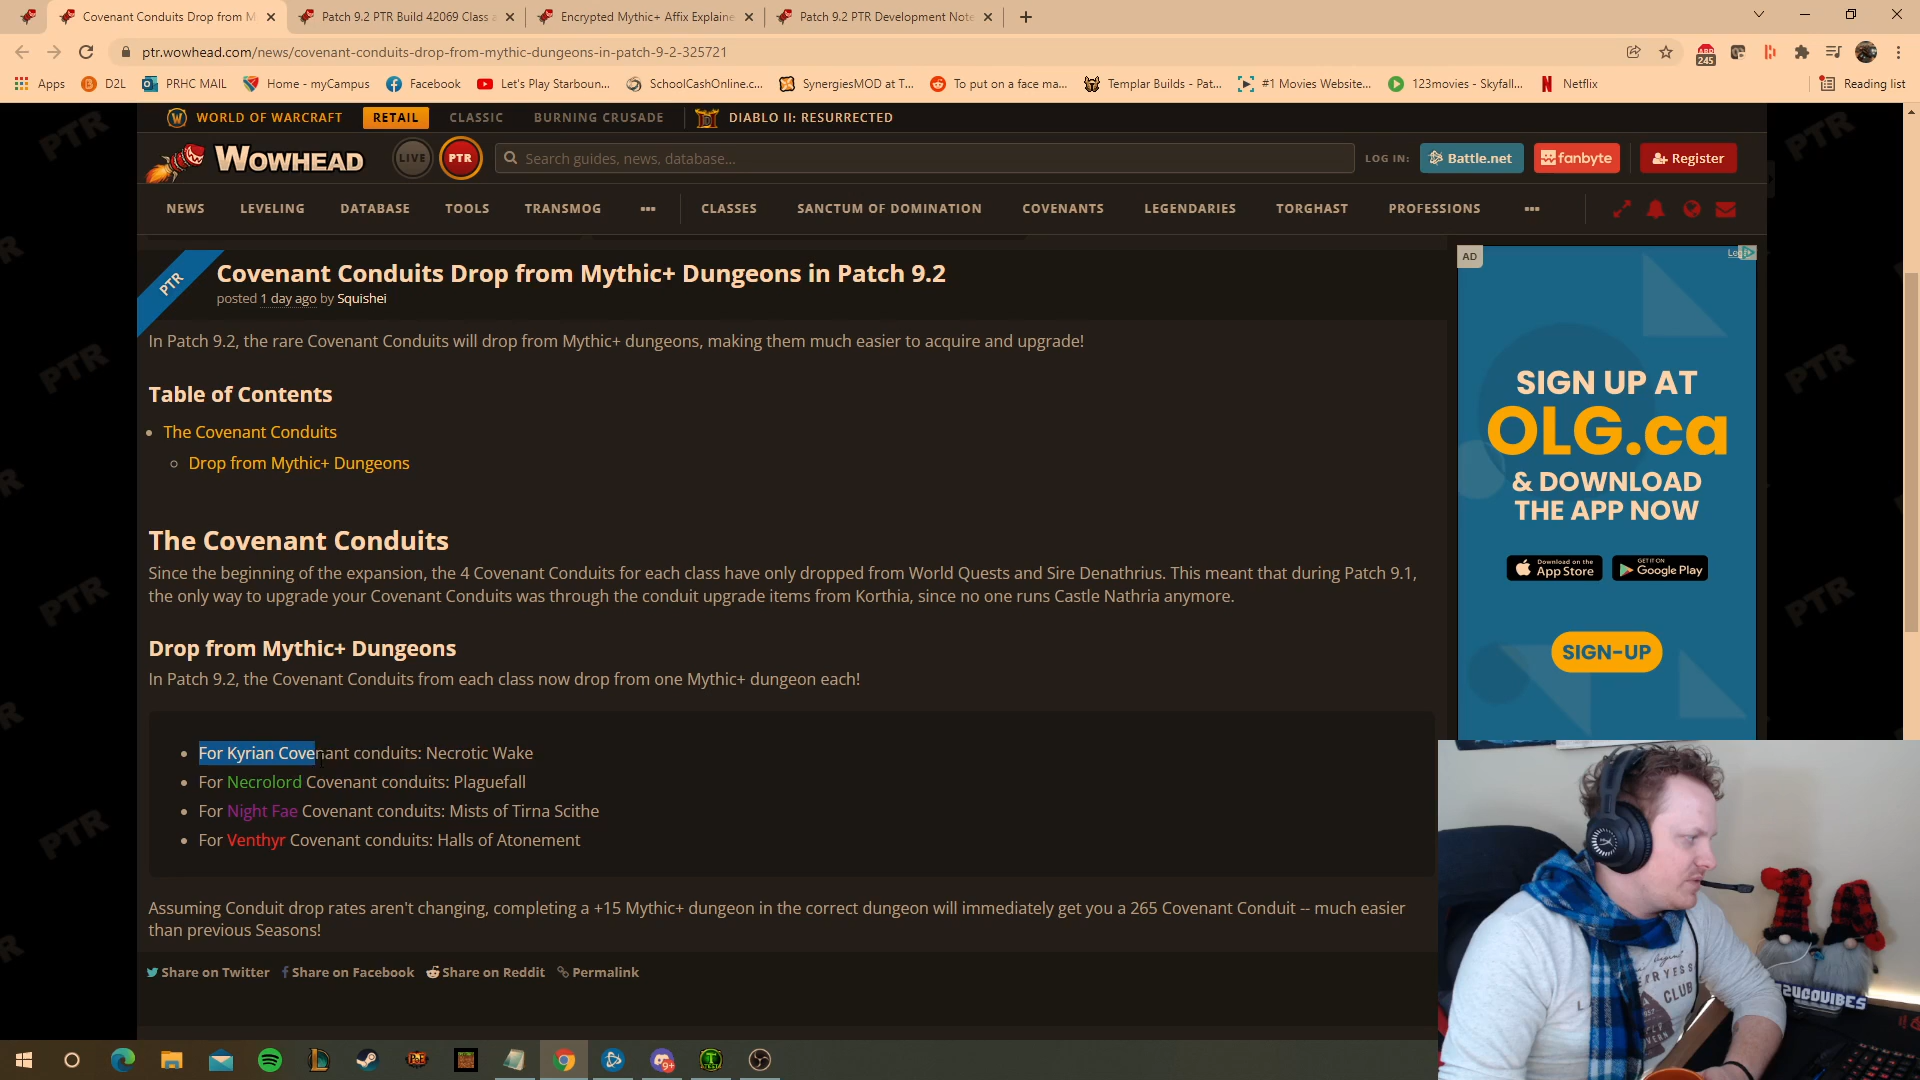 Covenant Conduits Drop from M
Patch 9.2 PTR Build 42069 Class a
Encrypted Mythic+ Affix Explaine
Patch 9.2 PTR Development Note
ptr.wowhead.com/news/covenant-conduits-drop-from-mythic-dungeons-in-patch-9-2-325721
245
Apps
D2L
PRHC MAIL
Home - myCampus
Facebook
Let's Play Starboun...
SchoolCashOnline.c...
SynergiesMOD at T...
To put on a face ma...
Templar Builds - Pat...
#1 Movies Website...
123movies - Skyfall...
Netflix
Reading list
WORLD OF WARCRAFT
RETAIL
CLASSIC
BURNING CRUSADE
DIABLO II: RESURRECTED
WOWHEAD
LIVE
PTR
Search guides, news, database...
LOG IN:
Battle.net
fanbyte
Register
NEWS
LEVELING
DATABASE
TOOLS
TRANSMOG
•••
CLASSES
SANCTUM OF DOMINATION
COVENANTS
LEGENDARIES
TORGHAST
PROFESSIONS
•••
PTR
Covenant Conduits Drop from Mythic+ Dungeons in Patch 9.2
posted 1 day ago by Squishei
In Patch 9.2, the rare Covenant Conduits will drop from Mythic+ dungeons, making them much easier to acquire and upgrade!
Table of Contents
The Covenant Conduits
Drop from Mythic+ Dungeons
The Covenant Conduits
Since the beginning of the expansion, the 4 Covenant Conduits for each class have only dropped from World Quests and Sire Denathrius. This meant that during Patch 9.1,
the only way to upgrade your Covenant Conduits was through the conduit upgrade items from Korthia, since no one runs Castle Nathria anymore.
Drop from Mythic+ Dungeons
In Patch 9.2, the Covenant Conduits from each class now drop from one Mythic+ dungeon each!
For Kyrian Covenant conduits: Necrotic Wake
For Necrolord Covenant conduits: Plaguefall
For Night Fae Covenant conduits: Mists of Tirna Scithe
For Venthyr Covenant conduits: Halls of Atonement
Assuming Conduit drop rates aren't changing, completing a +15 Mythic+ dungeon in the correct dungeon will immediately get you a 265 Covenant Conduit -- much easier
than previous Seasons!
Share on Twitter
Share on Facebook
Share on Reddit
Permalink
AD
SIGN UP AT
OLG.ca
& DOWNLOAD
THE APP NOW
Download on the
App Store
GET IT ON
Google Play
SIGN-UP
CLUB
9+